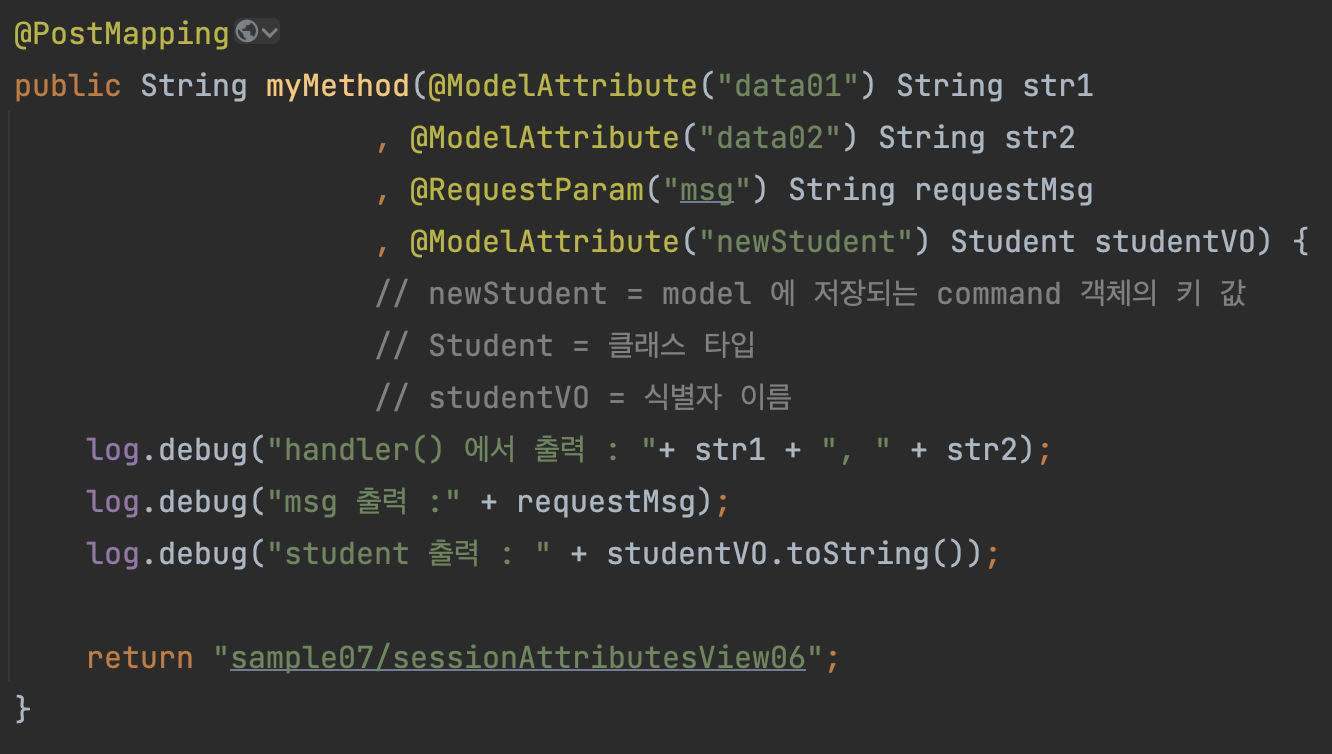 @PostMapping
public String myMethod(@ModelAttribute("data01") String str1
, @ModelAttribute("data02") String str2
, @RequestParam("msg") String requestMsg
, @ModelAttribute("newStudent") Student studentVO) {
// newStudent = model 에 저장되는 command 객체의 키 값
// Student = 클래스 타입
// studentVO = 식별자 이름
log.debug("handler() 에서 출력 : "+ str1 + ", " + str2);
log.debug("msg 출력 :" + requestMsg);
log.debug("student 출력 : " + studentVO.toString());
return "sample07/sessionAttributesView06";
}